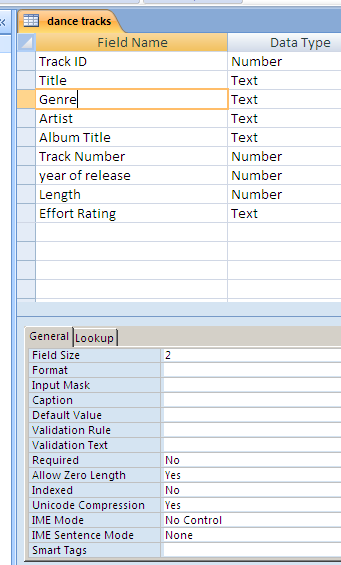 dance tracks
Field Name Data Type
Track ID Number
Title Text
Genre Text
Artist Text
Album Title Text
Track Number Number
year of release Number
Length Number
Effort Rating Text
General Lookup
Field Size 2
Format
Input Mask
Caption
Default Value
Validation Rule
Validation Text
Required No
Allow Zero Length Yes
Indexed No
Unicode Compression Yes
IME Mode No Control
IME Sentence Mode None
Smart Tags